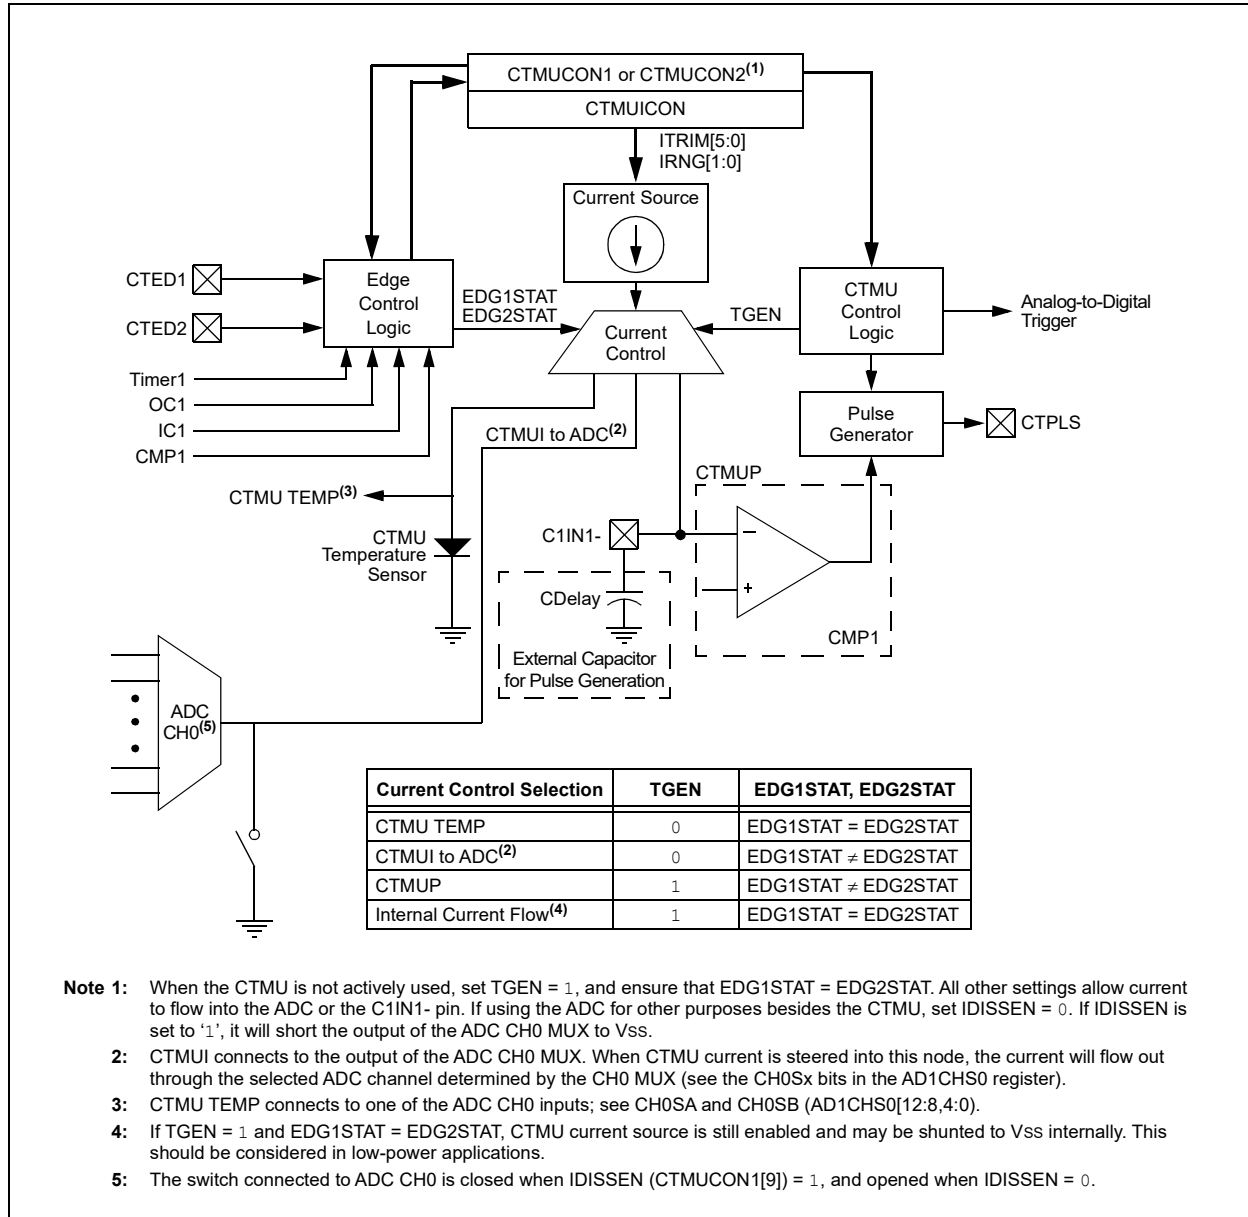 CTMUCON1 or CTMUCON2(1)
CTMUICON
ITRIM[5:0]
IRNG[1:0]
Current Source
CTED1
Edge
Control
Logic
CTED2
EDG1STAT
EDG2STAT
Current
Control
TGEN
CTMU
Control
Logic
Analog-to-Digital
Trigger
Timer1
OC1
IC1
CMP1
Pulse
Generator
CTPLS
CTMUI to ADC(2)
CTMUP
CTMU TEMP(3)
C1IN1-
CTMU
Temperature
Sensor
−
+
CDelay
CMP1
External Capacitor
for Pulse Generation
ADC
CH0(5)
Current Control Selection TGEN EDG1STAT, EDG2STAT
CTMU TEMP 0 EDG1STAT = EDG2STAT
CTMUI to ADC(2) 0 EDG1STAT ≠ EDG2STAT
CTMUP 1 EDG1STAT ≠ EDG2STAT
Internal Current Flow(4) 1 EDG1STAT = EDG2STAT
Note 1: When the CTMU is not actively used, set TGEN = 1, and ensure that EDG1STAT = EDG2STAT. All other settings allow current
to flow into the ADC or the C1IN1- pin. If using the ADC for other purposes besides the CTMU, set IDISSEN = 0. If IDISSEN is
set to ‘1’, it will short the output of the ADC CH0 MUX to VSS.
2: CTMUI connects to the output of the ADC CH0 MUX. When CTMU current is steered into this node, the current will flow out
through the selected ADC channel determined by the CH0 MUX (see the CH0Sx bits in the AD1CHS0 register).
3: CTMU TEMP connects to one of the ADC CH0 inputs; see CH0SA and CH0SB (AD1CHS0[12:8,4:0).
4: If TGEN = 1 and EDG1STAT = EDG2STAT, CTMU current source is still enabled and may be shunted to VSS internally. This
should be considered in low-power applications.
5: The switch connected to ADC CH0 is closed when IDISSEN (CTMUCON1[9]) = 1, and opened when IDISSEN = 0.